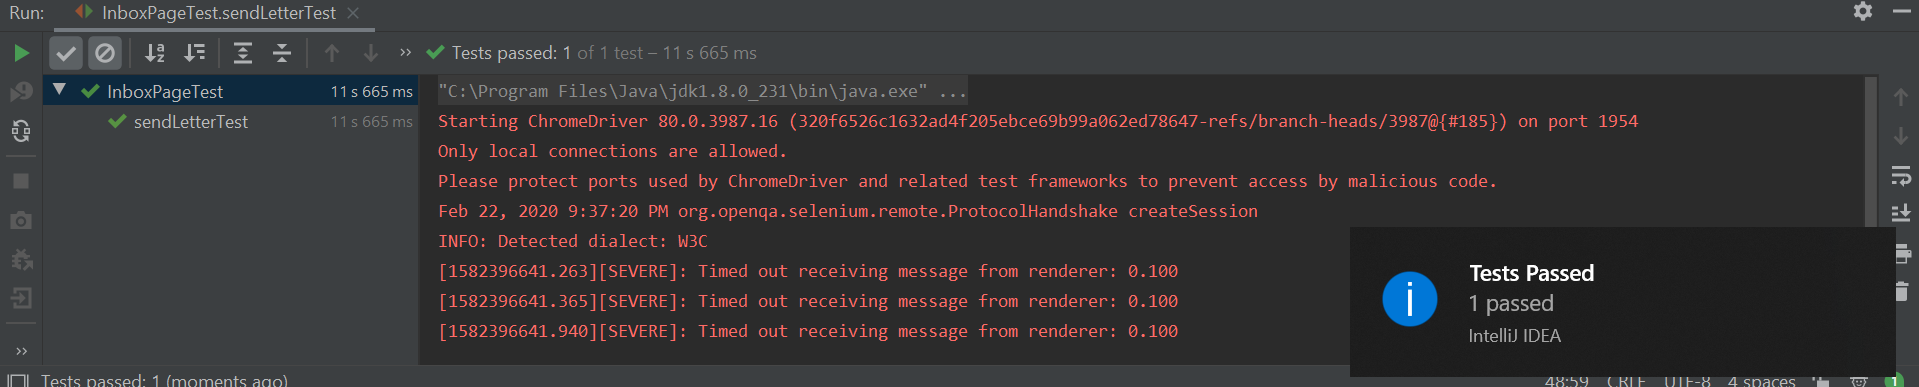 Run: InboxPageTest.sendLetterTest
Tests passed: 1 of 1 test – 11 s 665 ms
InboxPageTest 11 s 665 ms
sendLetterTest 11 s 665 ms
"C:\Program Files\Java\jdk1.8.0_231\bin\java.exe" ...
Starting ChromeDriver 80.0.3987.16 (320f6526c1632ad4f205ebce69b99a062ed78647-refs/branch-heads/3987@{#185}) on port 1954
Only local connections are allowed.
Please protect ports used by ChromeDriver and related test frameworks to prevent access by malicious code.
Feb 22, 2020 9:37:20 PM org.openqa.selenium.remote.ProtocolHandshake createSession
INFO: Detected dialect: W3C
[1582396641.263][SEVERE]: Timed out receiving message from renderer: 0.100
[1582396641.365][SEVERE]: Timed out receiving message from renderer: 0.100
[1582396641.940][SEVERE]: Timed out receiving message from renderer: 0.100
Tests Passed
1 passed
IntelliJ IDEA
Tests passed: 1 (moments ago)
48:59 CRLF UTF-8 4 spaces 1